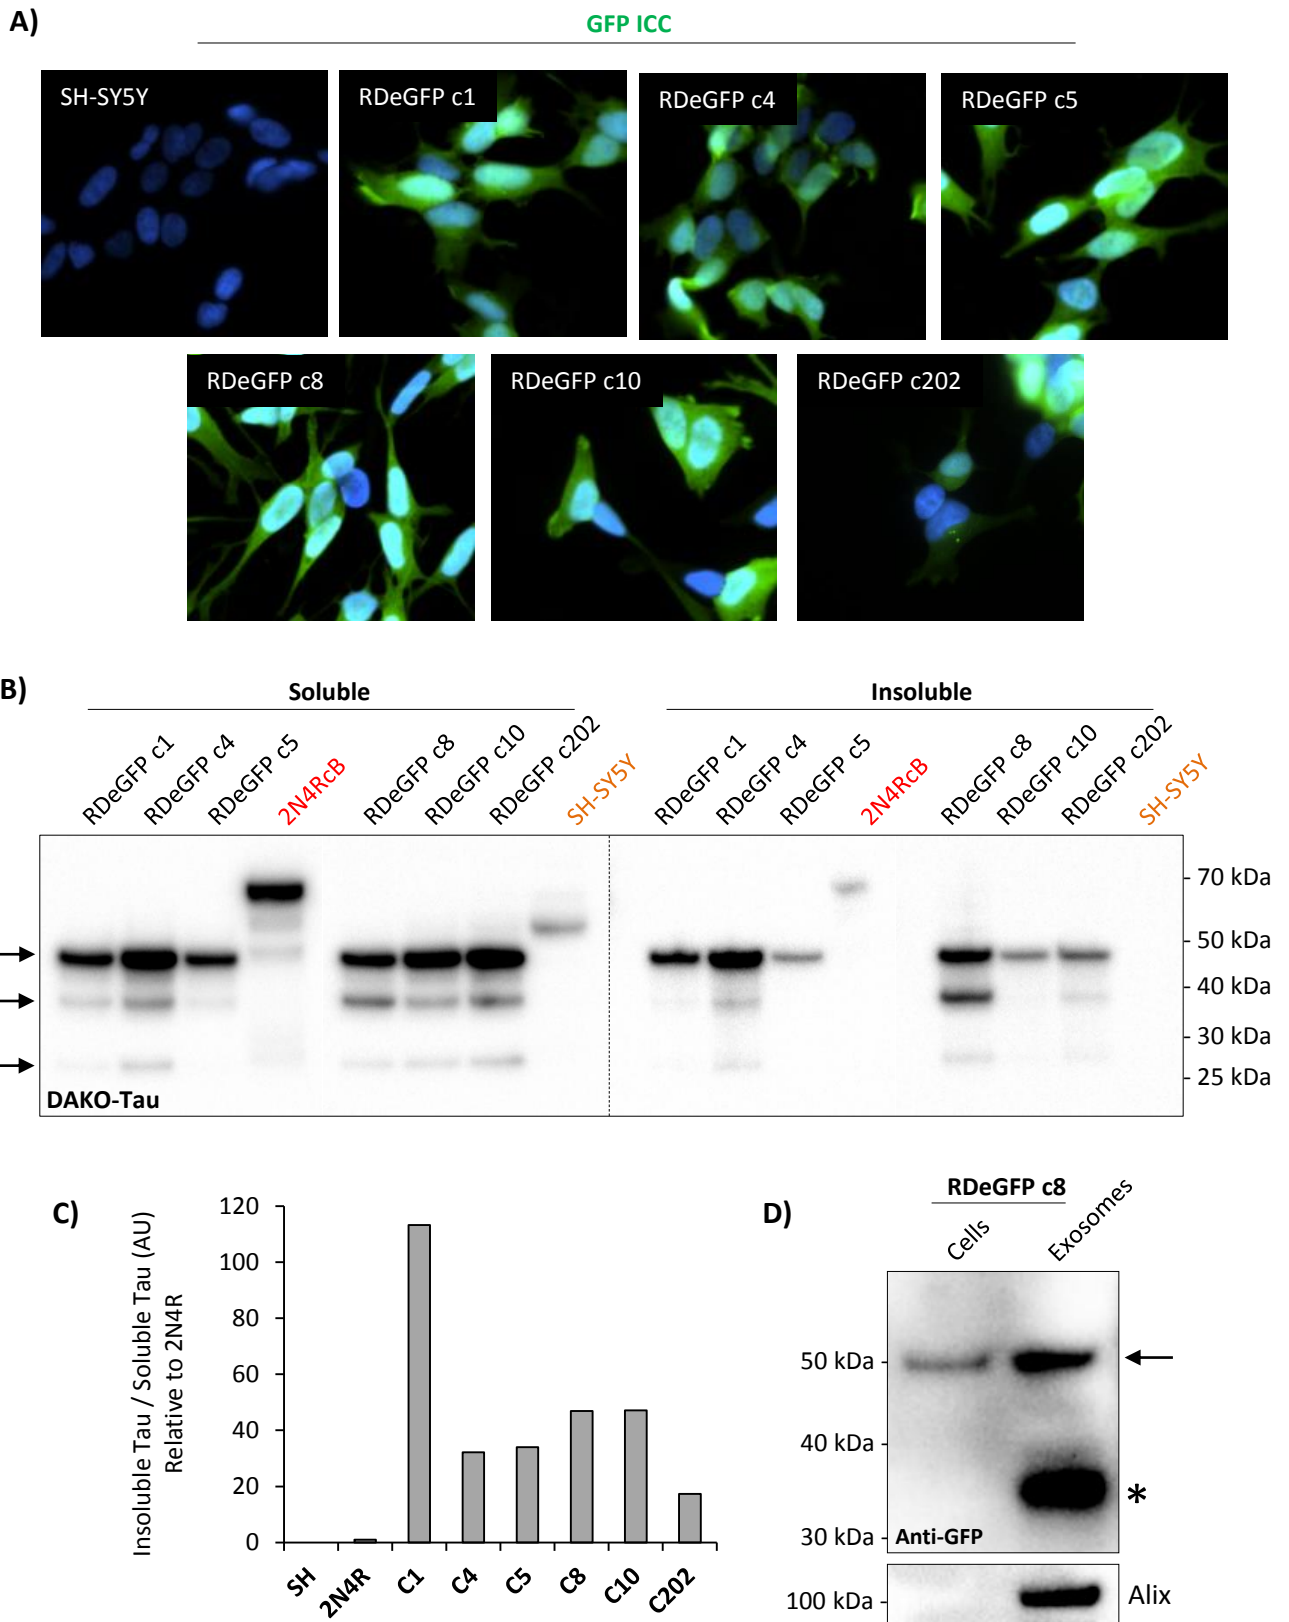 A)
GFP ICC
SH-SY5Y
RDeGFP c1
RDeGFP c4
RDeGFP c5
RDeGFP c8
RDeGFP c10
RDeGFP c202
B)
Soluble
Insoluble
RDeGFP c1
RDeGFP c4
RDeGFP c5
2N4RcB
RDeGFP c8
RDeGFP c10
RDeGFP c202
SH-SY5Y
RDeGFP c1
RDeGFP c4
RDeGFP c5
2N4RcB
RDeGFP c8
RDeGFP c10
RDeGFP c202
SH-SY5Y
70 kDa
50 kDa
40 kDa
30 kDa
25 kDa
DAKO-Tau
C)
Insoluble Tau / Soluble Tau (AU)
Relative to 2N4R
120
100
80
60
40
20
0
SH
2N4R
C1
C4
C5
C8
C10
C202
D)
RDeGFP c8
Cells
Exosomes
50 kDa
40 kDa
*
30 kDa
Anti-GFP
100 kDa
Alix